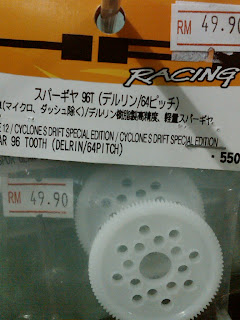 RM 49.90
RACING
スパーギヤ 96T (デルリン/64ピッチ)
(マイクロ、ダッシュ除く)/デルリン樹脂製高精度、軽量スパーギヤ
12 / CYCLONE S DRIFT SPECIAL EDITION / CYCLONE S DRIFT SPECIAL EDITION
AR 96 TOOTH (DELRIN/64PITCH)
550
RM 49.90